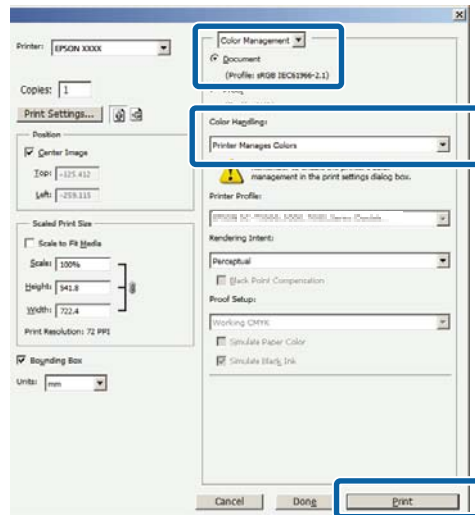 Printer: EPSON XXXX
Copies: 1
Print Settings...
Position
Center Image
Top: -125.412
Left: -259.115
Scaled Print Size
Scale to Fit Media
Scale: 100%
Height: 541.8
Width: 722.4
Print Resolution: 72 PPI
Bounding Box
Units: mm
Color Management
Document
(Profile: sRGB IEC61966-2.1)
Color Handling:
Printer Manages Colors
management in the print settings dialog box.
Printer Profile:
Rendering Intent:
Perceptual
Black Point Compensation
Proof Setup:
Working CMYK
Simulate Paper Color
Simulate Black Ink
Cancel
Done
Print